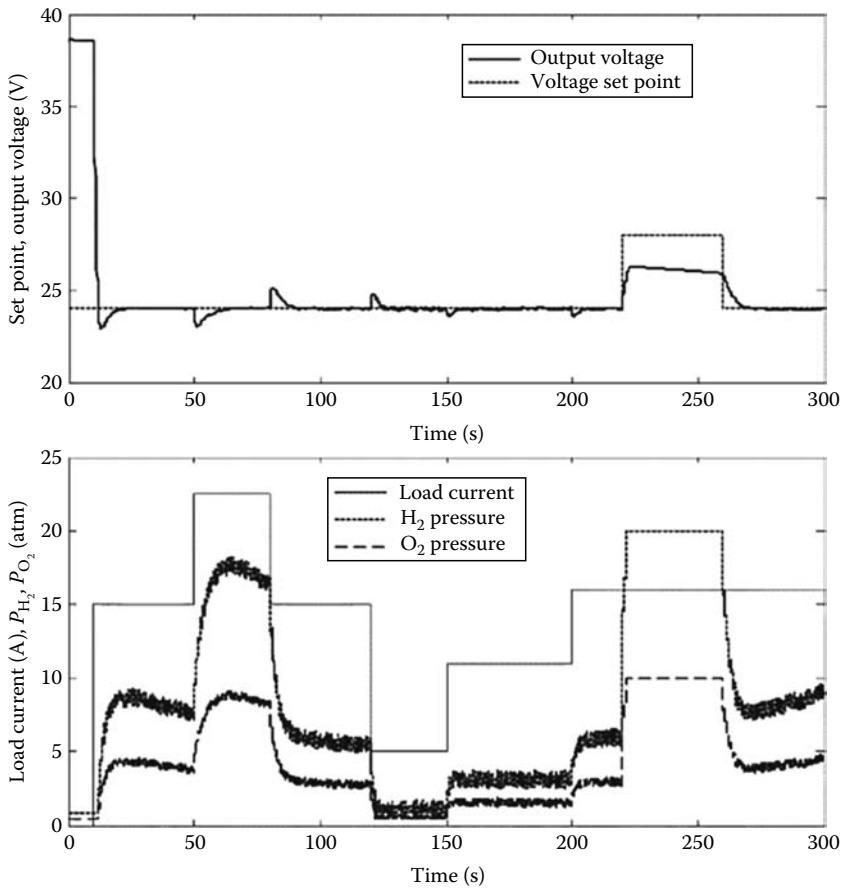 40
35
30
25
20
Set point, output voltage (V)
Output voltage
Voltage set point
0 50 100 150 200 250 300
Time (s)
25
20
15
10
5
0
Load current (A), P_H₂, P_O₂ (atm)
Load current
H₂ pressure
O₂ pressure
0 50 100 150 200 250 300
Time (s)